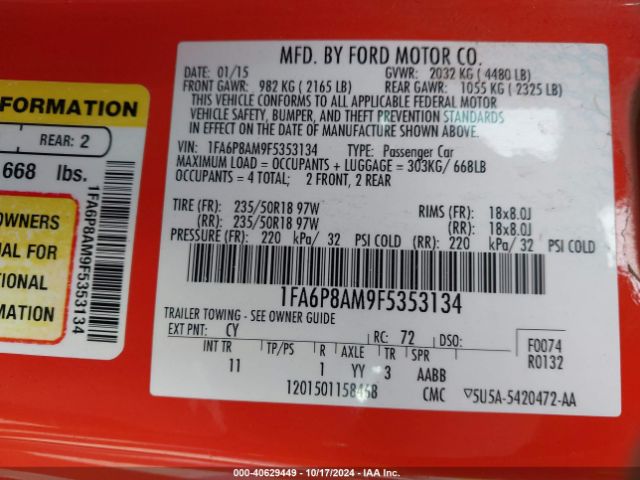 FORMATION
REAR: 2
668 lbs.
OWNERS
UAL FOR
TIONAL
MATION
1FA6P8AM9F5353134
MFD. BY FORD MOTOR CO.
DATE: 01/15 GVWR: 2032 KG ( 4480 LB)
FRONT GAWR: 982 KG ( 2165 LB) REAR GAWR: 1055 KG ( 2325 LB)
THIS VEHICLE CONFORMS TO ALL APPLICABLE FEDERAL MOTOR
VEHICLE SAFETY, BUMPER, AND THEFT PREVENTION STANDARDS
IN EFFECT ON THE DATE OF MANUFACTURE SHOWN ABOVE.
VIN: 1FA6P8AM9F5353134 TYPE: Passenger Car
MAXIMUM LOAD = OCCUPANTS + LUGGAGE = 303KG/ 668LB
OCCUPANTS = 4 TOTAL; 2 FRONT, 2 REAR
TIRE (FR): 235/50R18 97W RIMS (FR): 18x8.0J
(RR): 235/50R18 97W (RR): 18x8.0J
PRESSURE (FR): 220 kPa/ 32 PSI COLD (RR): 220 kPa/ 32 PSI COLD
1FA6P8AM9F5353134
TRAILER TOWING - SEE OWNER GUIDE
EXT PNT: CY RC: 72 DSO: F0074
INT TR TP/PS R AXLE TR SPR R0132
11 1 YY 3 AABB
1201501158468 CMC ▽5U5A-5420472-AA
000-40629449 - 10/17/2024 - IAA Inc.